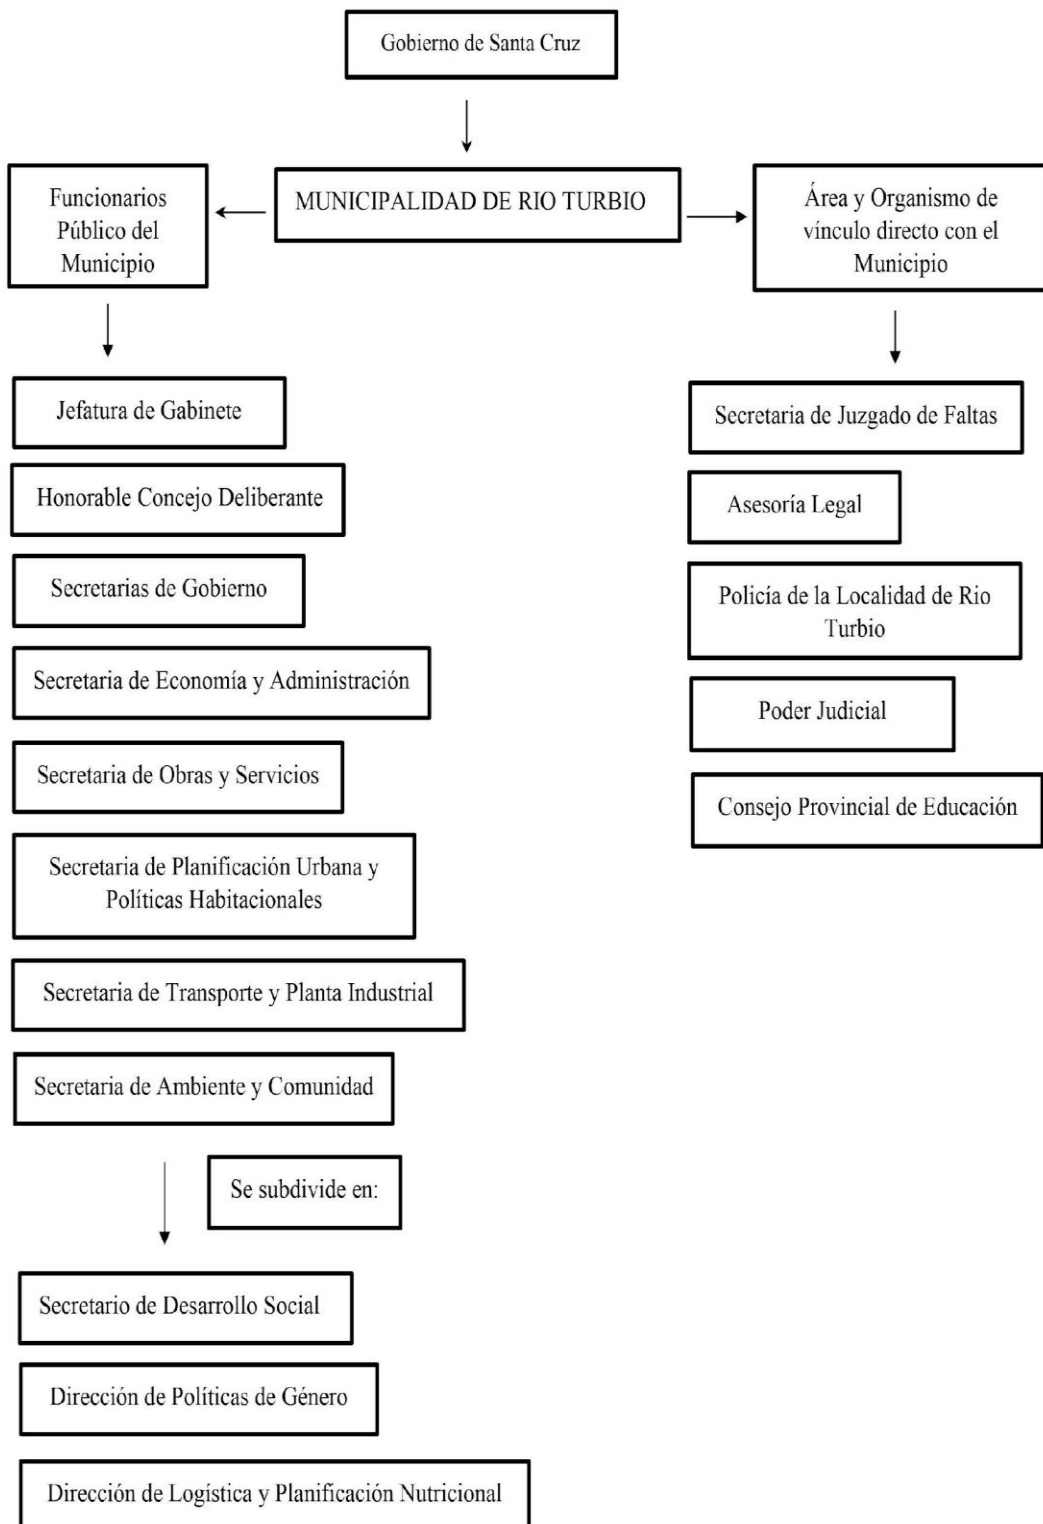 Gobierno de Santa Cruz
MUNICIPALIDAD DE RIO TURBIO
Funcionarios
Público del
Municipio
Área y Organismo de
vínculo directo con el
Municipio
Jefatura de Gabinete
Honorable Concejo Deliberante
Secretarias de Gobierno
Secretaria de Economía y Administración
Secretaria de Obras y Servicios
Secretaria de Planificación Urbana y
Políticas Habitacionales
Secretaria de Transporte y Planta Industrial
Secretaria de Ambiente y Comunidad
Se subdivide en:
Secretario de Desarrollo Social
Dirección de Políticas de Género
Dirección de Logística y Planificación Nutricional
Secretaria de Juzgado de Faltas
Asesoría Legal
Policía de la Localidad de Rio
Turbio
Poder Judicial
Consejo Provincial de Educación